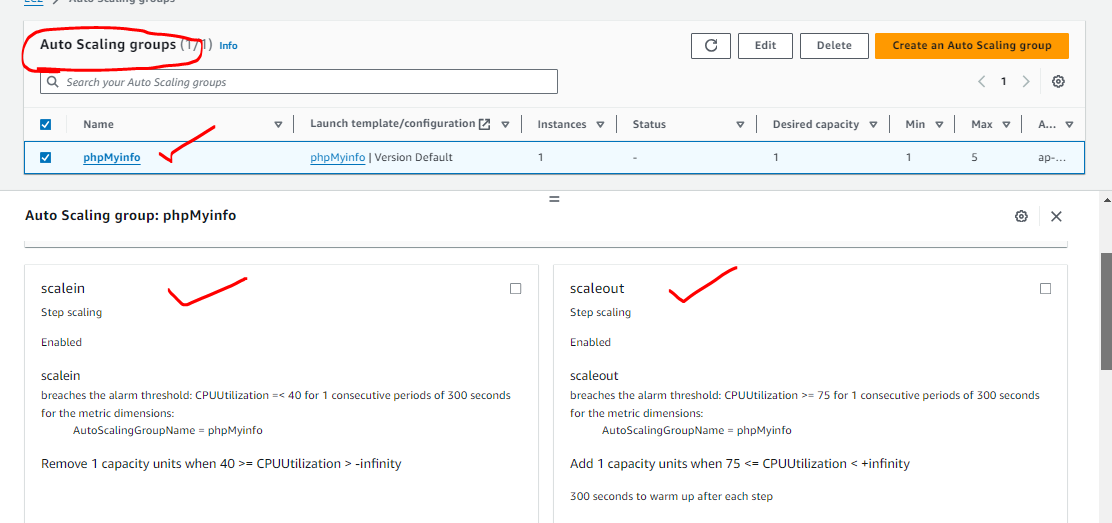 EC2 > Auto Scaling groups
Auto Scaling groups (1/1) Info
Edit
Delete
Create an Auto Scaling group
Search your Auto Scaling groups
1
Name
Launch template/configuration
Instances
Status
Desired capacity
Min
Max
A...
phpMyinfo
phpMyinfo | Version Default
1
-
1
1
5
ap-...
Auto Scaling group: phpMyinfo
scalein
Step scaling
Enabled
scalein
breaches the alarm threshold: CPUUtilization =< 40 for 1 consecutive periods of 300 seconds
for the metric dimensions:
AutoScalingGroupName = phpMyinfo
Remove 1 capacity units when 40 >= CPUUtilization > -infinity
scaleout
Step scaling
Enabled
scaleout
breaches the alarm threshold: CPUUtilization >= 75 for 1 consecutive periods of 300 seconds
for the metric dimensions:
AutoScalingGroupName = phpMyinfo
Add 1 capacity units when 75 <= CPUUtilization < +infinity
300 seconds to warm up after each step